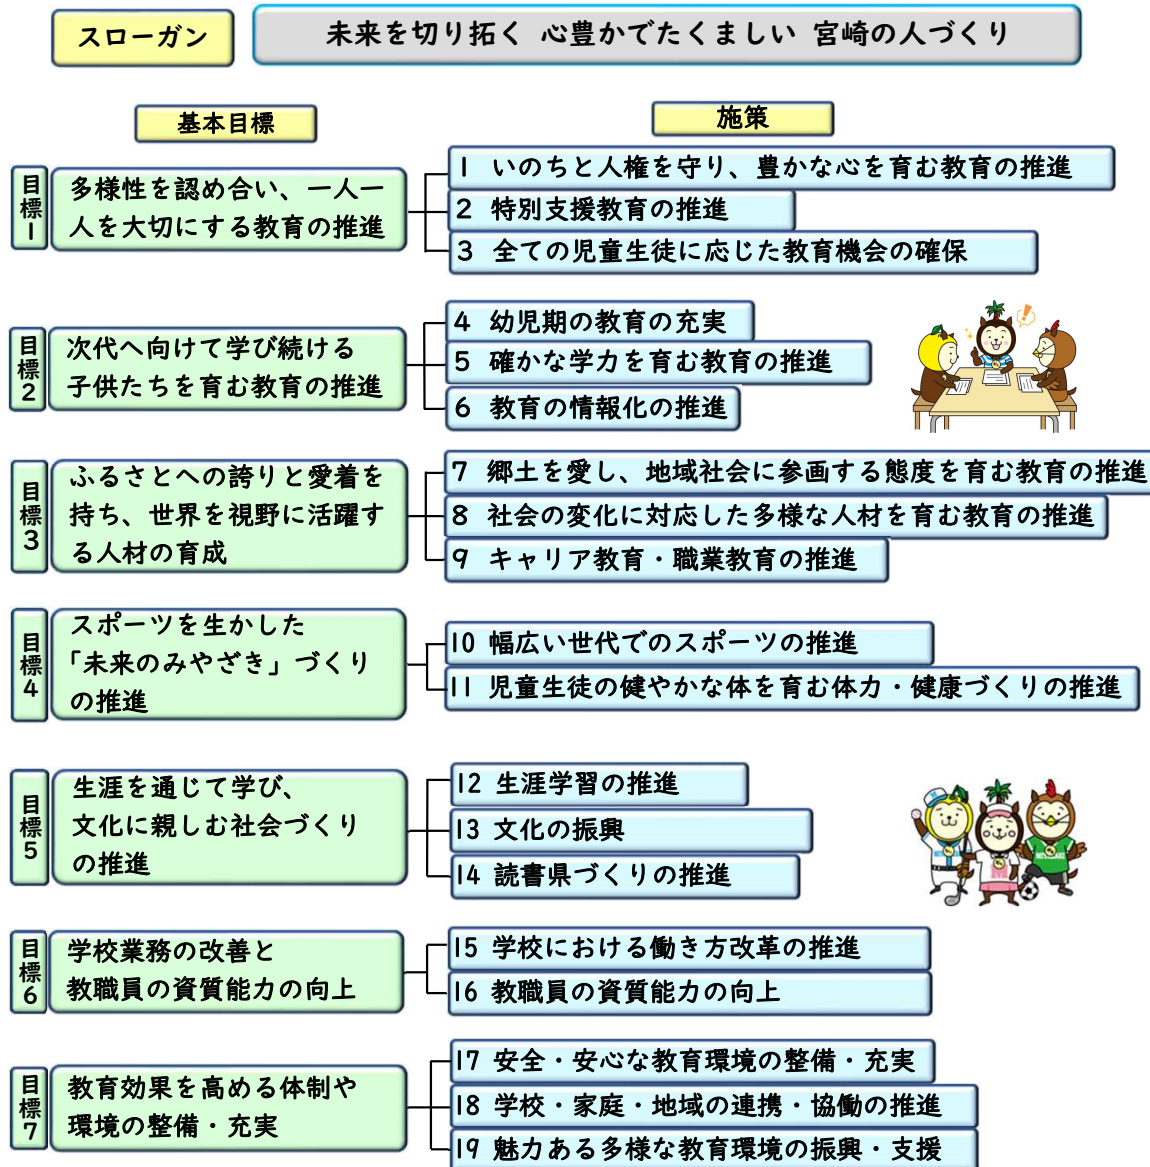 スローガン
未来を切り拓く 心豊かでたくましい 宮崎の人づくり
基本目標
施策
目標1
多様性を認め合い、一人一
人を大切にする教育の推進
1 いのちと人権を守り、豊かな心を育む教育の推進
2 特別支援教育の推進
3 全ての児童生徒に応じた教育機会の確保
目標2
次代へ向けて学び続ける
子供たちを育む教育の推進
4 幼児期の教育の充実
5 確かな学力を育む教育の推進
6 教育の情報化の推進
目標3
ふるさとへの誇りと愛着を
持ち、世界を視野に活躍す
る人材の育成
7 郷土を愛し、地域社会に参画する態度を育む教育の推進
8 社会の変化に対応した多様な人材を育む教育の推進
9 キャリア教育・職業教育の推進
目標4
スポーツを生かした
「未来のみやざき」づくり
の推進
10 幅広い世代でのスポーツの推進
11 児童生徒の健やかな体を育む体力・健康づくりの推進
目標5
生涯を通じて学び、
文化に親しむ社会づくり
の推進
12 生涯学習の推進
13 文化の振興
14 読書県づくりの推進
目標6
学校業務の改善と
教職員の資質能力の向上
15 学校における働き方改革の推進
16 教職員の資質能力の向上
目標7
教育効果を高める体制や
環境の整備・充実
17 安全・安心な教育環境の整備・充実
18 学校・家庭・地域の連携・協働の推進
19 魅力ある多様な教育環境の振興・支援